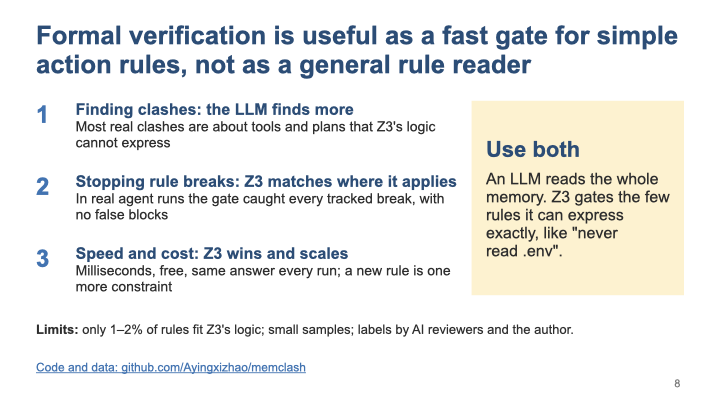 Formal verification is useful as a fast gate for simple
action rules, not as a general rule reader
1
Finding clashes: the LLM finds more
Most real clashes are about tools and plans that Z3's logic
cannot express
2
Stopping rule breaks: Z3 matches where it applies
In real agent runs the gate caught every tracked break, with
no false blocks
3
Speed and cost: Z3 wins and scales
Milliseconds, free, same answer every run; a new rule is one
more constraint
Use both
An LLM reads the whole
memory. Z3 gates the few
rules it can express
exactly, like "never
read .env".
Limits: only 1–2% of rules fit Z3's logic; small samples; labels by AI reviewers and the author.
Code and data: github.com/Ayingxizhao/memclash
8